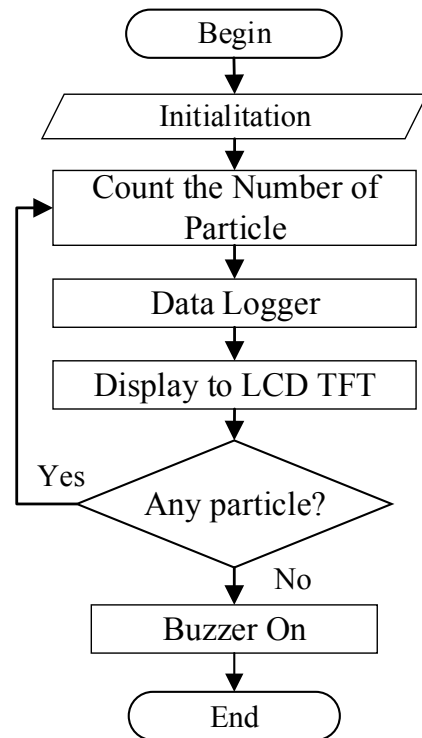 Begin
Initialitation
Count the Number of
Particle
Data Logger
Display to LCD TFT
Yes
Any particle?
No
Buzzer On
End